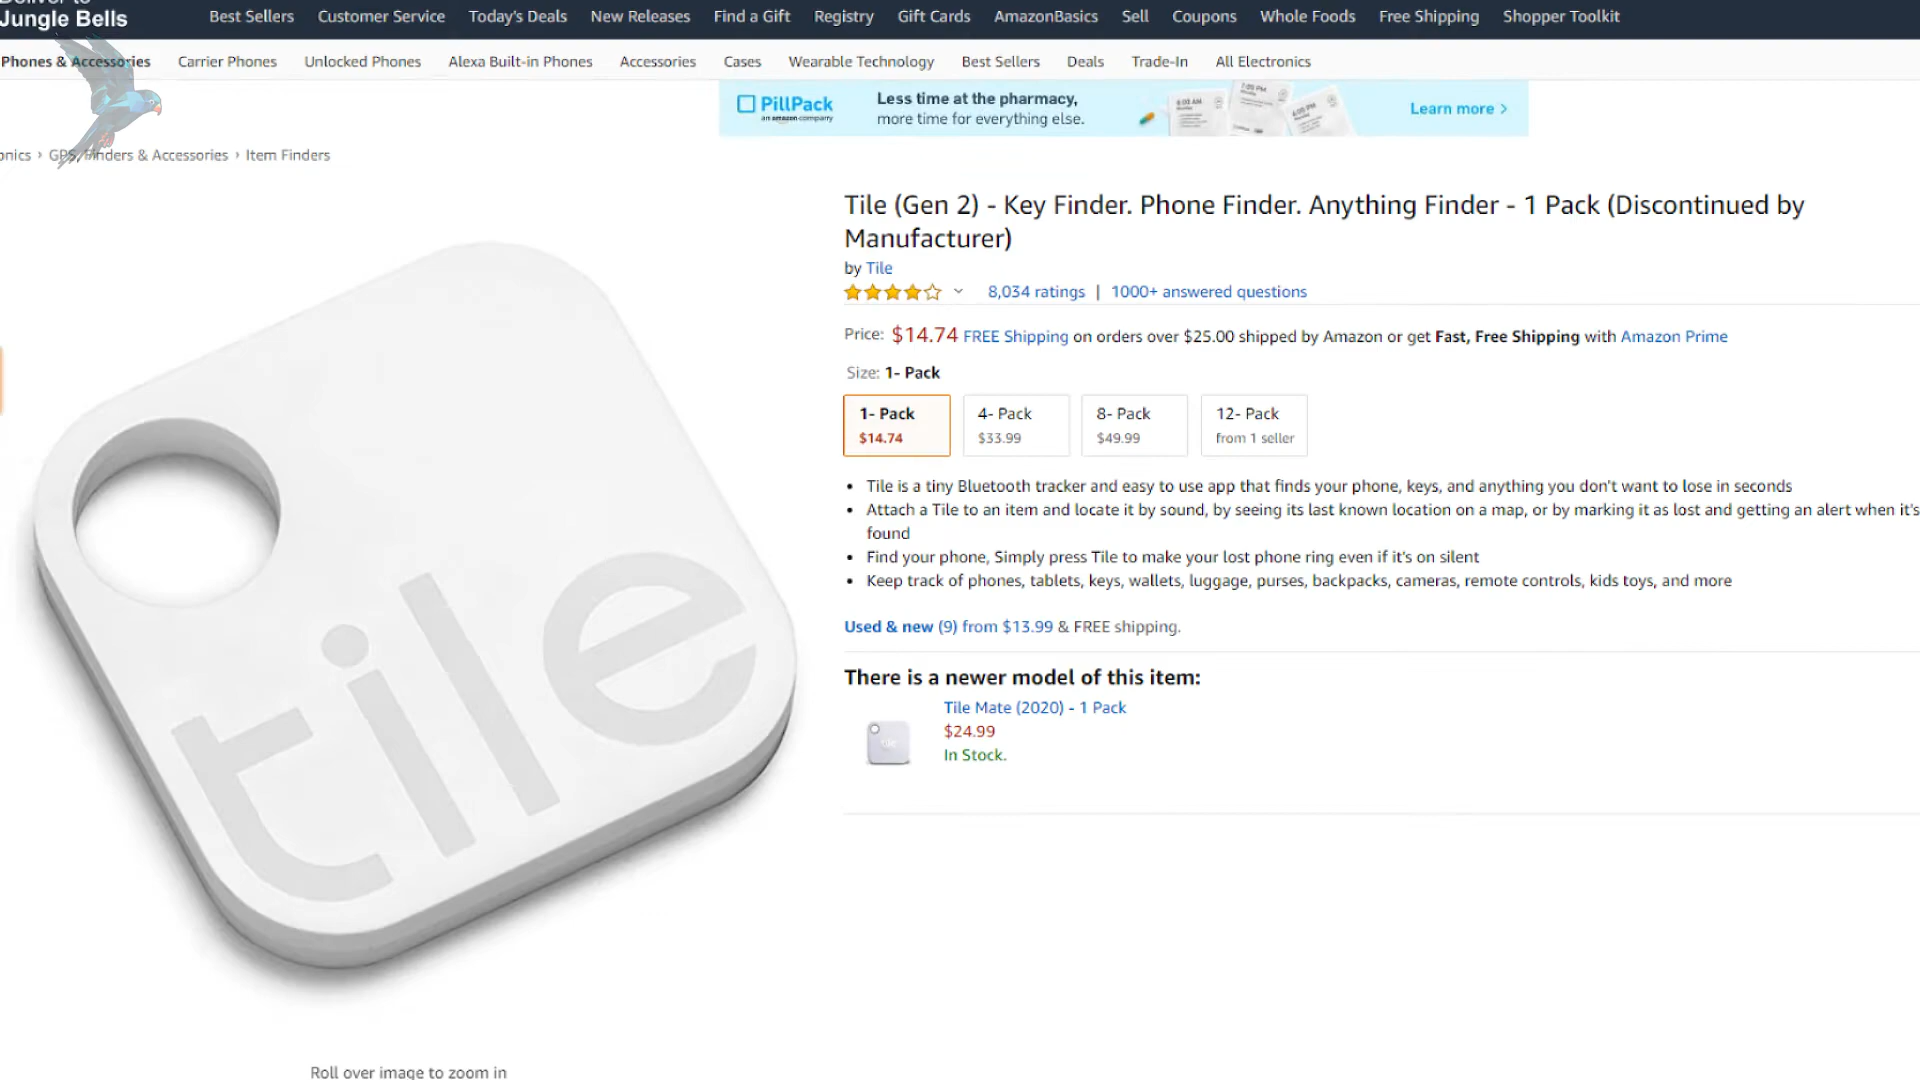 Deliver to
Jungle Bells
Best Sellers Customer Service Today's Deals New Releases Find a Gift Registry Gift Cards AmazonBasics Sell Coupons Whole Foods Free Shipping Shopper Toolkit
Phones & Accessories Carrier Phones Unlocked Phones Alexa Built-in Phones Accessories Cases Wearable Technology Best Sellers Deals Trade-In All Electronics
PillPack
an amazon company
Less time at the pharmacy,
more time for everything else.
8:00 AM
7:00 PM
Learn more >
onics › GPS, Finders & Accessories › Item Finders
tile
Roll over image to zoom in
Tile (Gen 2) - Key Finder. Phone Finder. Anything Finder - 1 Pack (Discontinued by
Manufacturer)
by Tile
8,034 ratings | 1000+ answered questions
Price: $14.74 FREE Shipping on orders over $25.00 shipped by Amazon or get Fast, Free Shipping with Amazon Prime
Size: 1- Pack
1- Pack 4- Pack 8- Pack 12- Pack
$14.74 $33.99 $49.99 from 1 seller
• Tile is a tiny Bluetooth tracker and easy to use app that finds your phone, keys, and anything you don't want to lose in seconds
• Attach a Tile to an item and locate it by sound, by seeing its last known location on a map, or by marking it as lost and getting an alert when it's
found
• Find your phone, Simply press Tile to make your lost phone ring even if it's on silent
• Keep track of phones, tablets, keys, wallets, luggage, purses, backpacks, cameras, remote controls, kids toys, and more
Used & new (9) from $13.99 & FREE shipping.
There is a newer model of this item:
Tile Mate (2020) - 1 Pack
$24.99
In Stock.